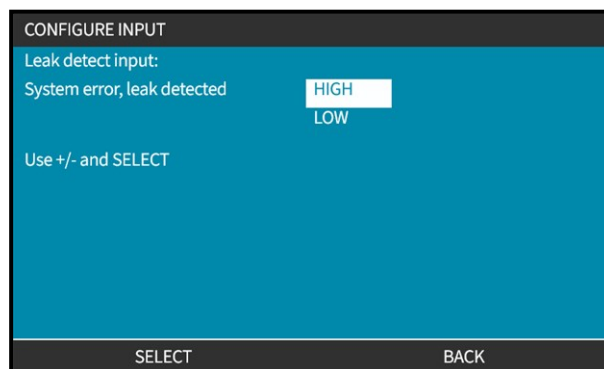 CONFIGURE INPUT
Leak detect input:
System error, leak detected HIGH
LOW
Use +/- and SELECT
SELECT BACK